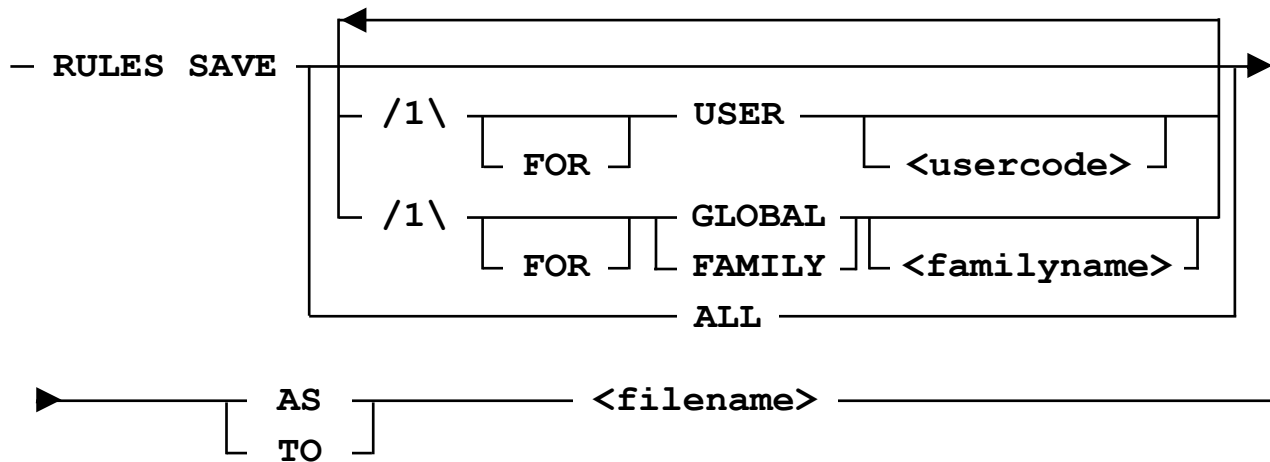 RULES SAVE
/1\ USER
FOR <usercode>
/1\ GLOBAL
FOR FAMILY <familyname>
ALL
AS <filename>
TO